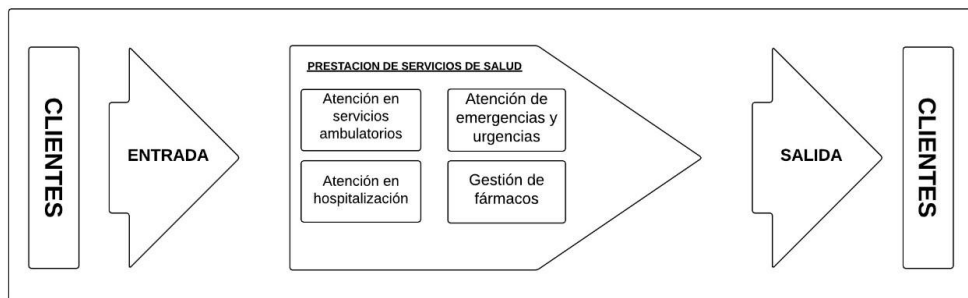 CLIENTES
ENTRADA
PRESTACION DE SERVICIOS DE SALUD
Atención en
servicios
ambulatorios
Atención de
emergencias y
urgencias
Atención en
hospitalización
Gestión de
fármacos
SALIDA
CLIENTES